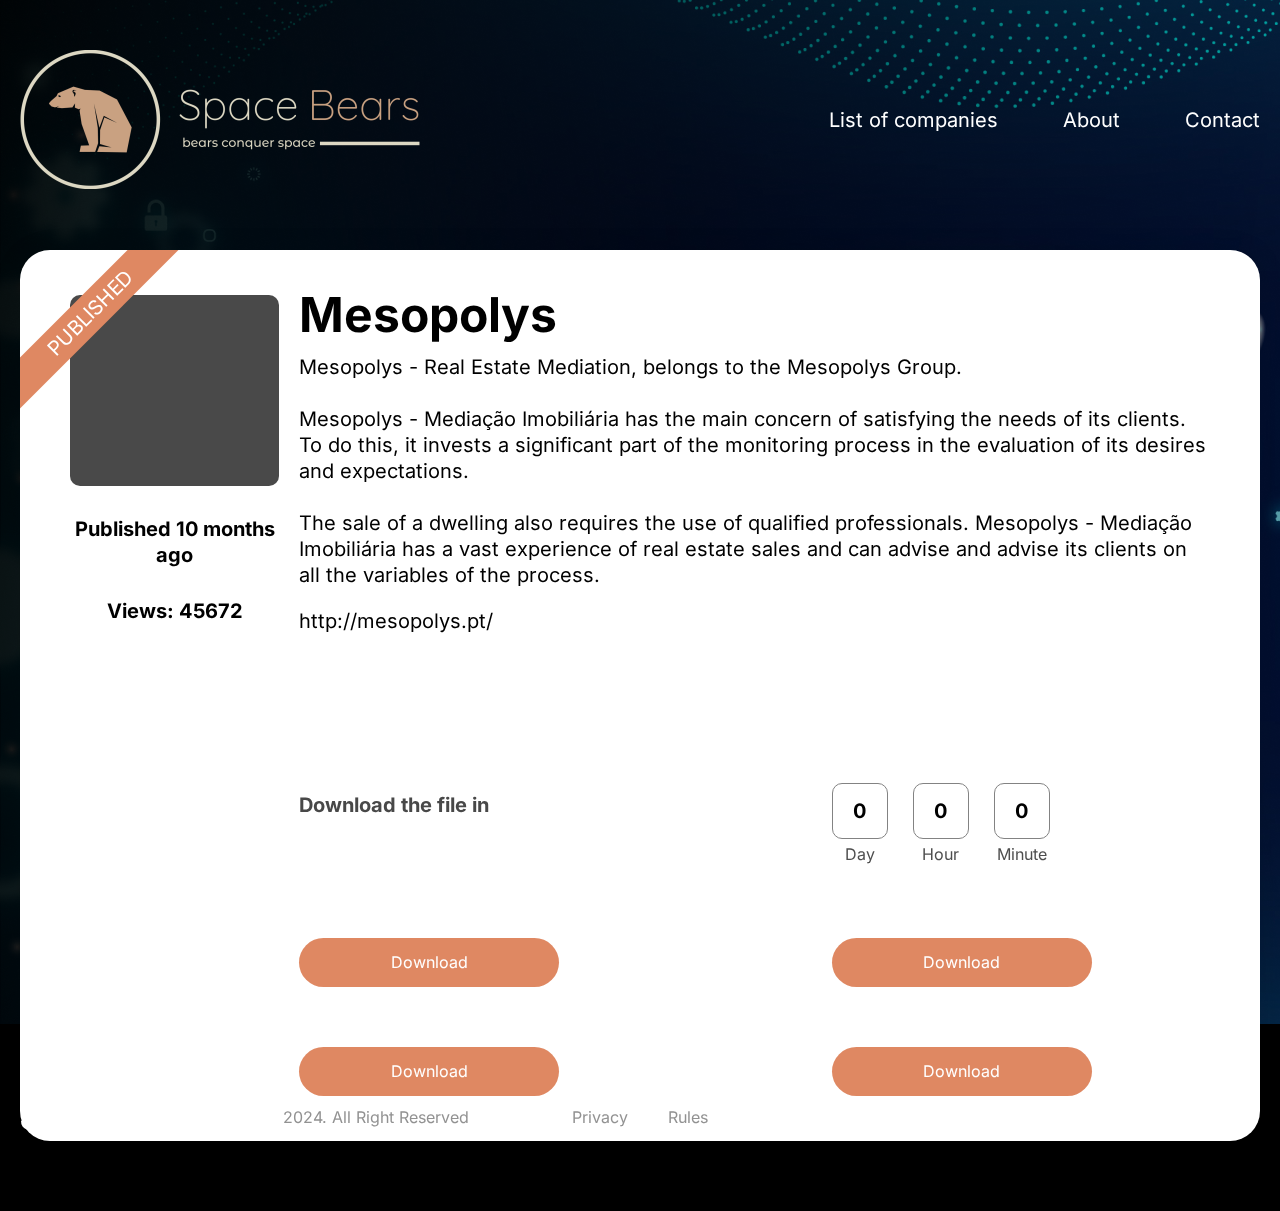 Space Bears
bears conquer space
List of companies
About
Contact
PUBLISHED
Mesopolys
Mesopolys - Real Estate Mediation, belongs to the Mesopolys Group.
Mesopolys - Mediação Imobiliária has the main concern of satisfying the needs of its clients.
To do this, it invests a significant part of the monitoring process in the evaluation of its desires
and expectations.
Published 10 months
ago
The sale of a dwelling also requires the use of qualified professionals. Mesopolys - Mediação
Imobiliária has a vast experience of real estate sales and can advise and advise its clients on
all the variables of the process.
Views: 45672
http://mesopolys.pt/
Download the file in
0 0 0
Day Hour Minute
Download Download
Download Download
2024. All Right Reserved Privacy Rules